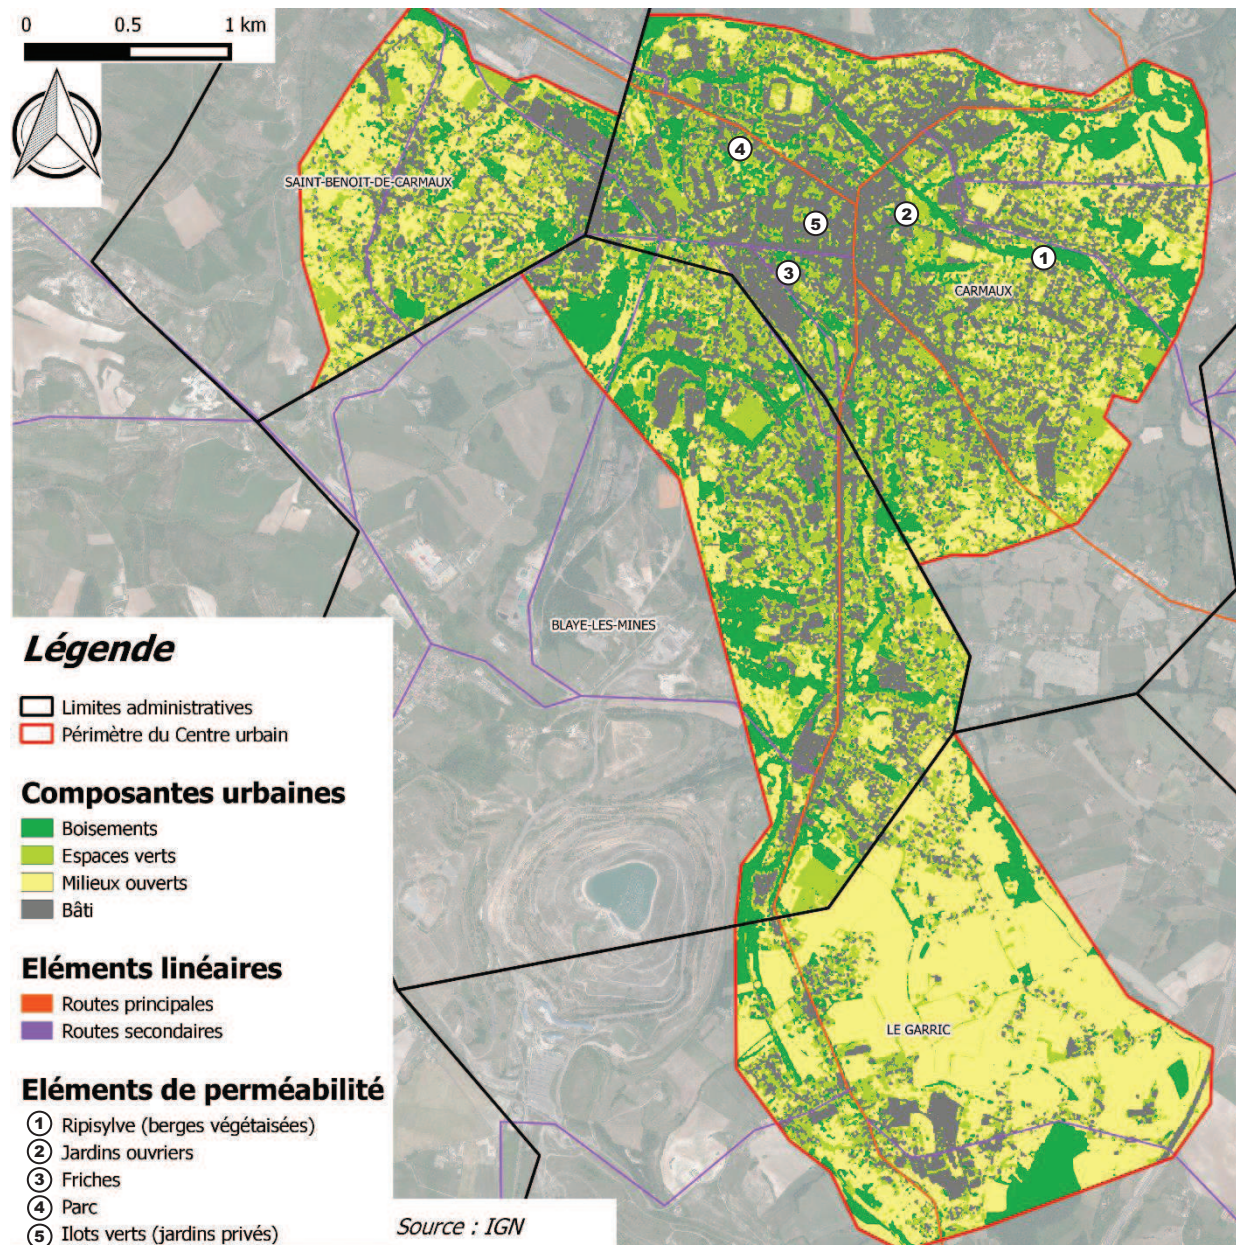 0 0.5 1 km
SAINT-BENOIT-DE-CARMAUX
4
5
2
3
1
CARMAUX
BLAYE-LES-MINES
LE GARRIC
Légende
Limites administratives
Périmètre du Centre urbain
Composantes urbaines
Boisements
Espaces verts
Milieux ouverts
Bâti
Eléments linéaires
Routes principales
Routes secondaires
Eléments de perméabilité
1 Ripisylve (berges végétaisées)
2 Jardins ouvriers
3 Friches
4 Parc
5 Ilots verts (jardins privés)
Source : IGN